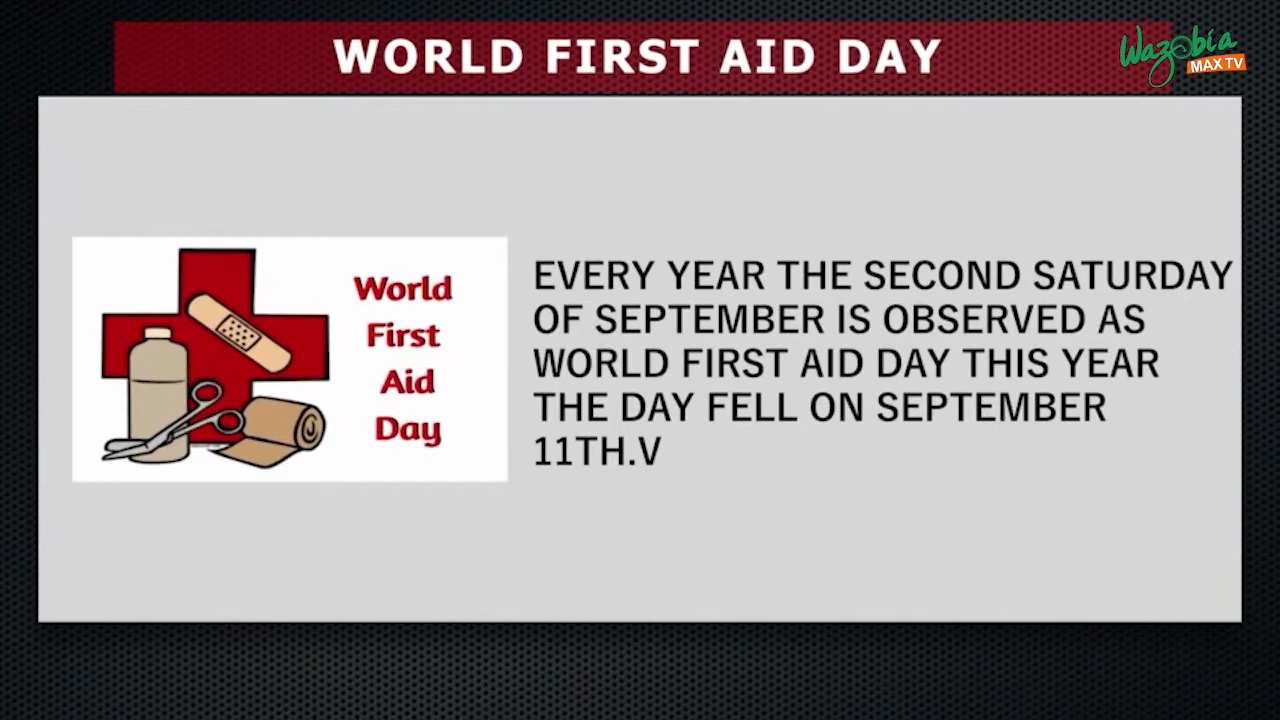 WORLD FIRST AID DAY
Wazobia
MAX TV
World
First
Aid
Day
EVERY YEAR THE SECOND SATURDAY
OF SEPTEMBER IS OBSERVED AS
WORLD FIRST AID DAY THIS YEAR
THE DAY FELL ON SEPTEMBER
11TH.V